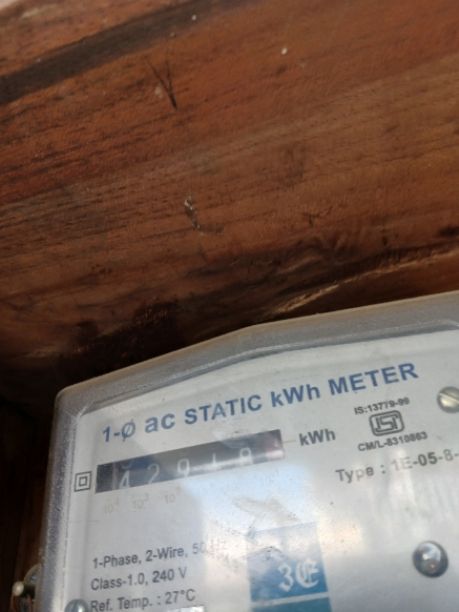 1-Ø ac STATIC kWh METER
IS:13779-99
kWh
CM/L-8310863
Type : 1E-05-8-
1-Phase, 2-Wire,
Class-1.0, 240 V
Ref. Temp. : 27°C